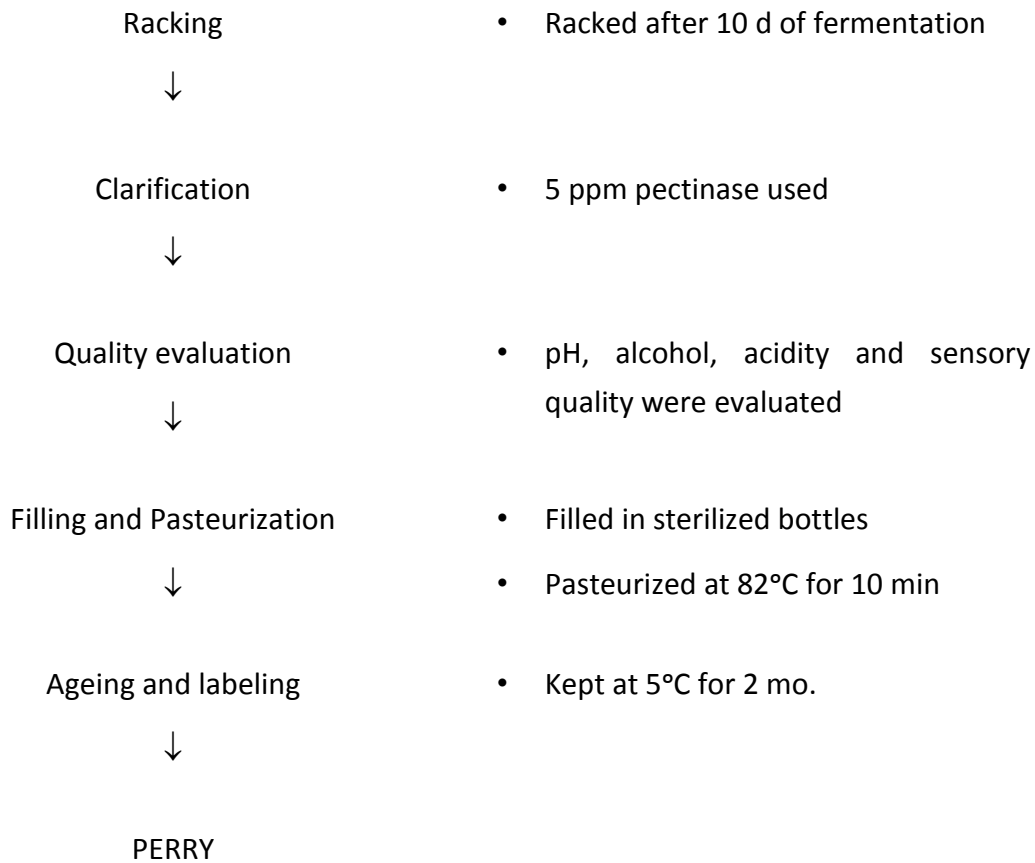 Racking
• Racked after 10 d of fermentation
↓
Clarification
• 5 ppm pectinase used
↓
Quality evaluation
• pH, alcohol, acidity and sensory
quality were evaluated
↓
Filling and Pasteurization
• Filled in sterilized bottles
↓
• Pasteurized at 82°C for 10 min
Ageing and labeling
• Kept at 5°C for 2 mo.
↓
PERRY